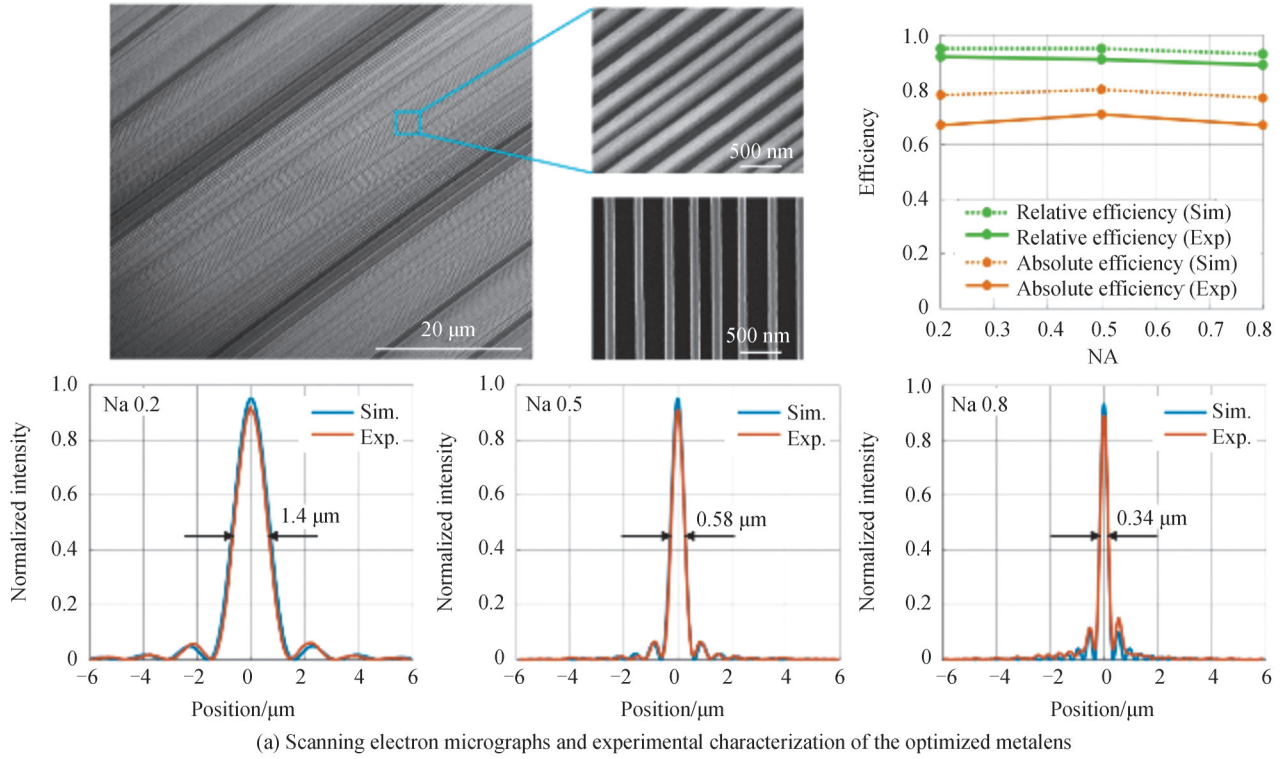 20 μm
500 nm
500 nm
Efficiency
1.0
0.8
0.6
0.4
0.2
0
Relative efficiency (Sim)
Relative efficiency (Exp)
Absolute efficiency (Sim)
Absolute efficiency (Exp)
0.2 0.3 0.4 0.5 0.6 0.7 0.8
NA
Normalized intensity
1.0
0.8
0.6
0.4
0.2
0
Na 0.2
Sim.
Exp.
1.4 μm
−6 −4 −2 0 2 4 6
Position/μm
Normalized intensity
1.0
0.8
0.6
0.4
0.2
0
Na 0.5
Sim.
Exp.
0.58 μm
−6 −4 −2 0 2 4 6
Position/μm
Normalized intensity
1.0
0.8
0.6
0.4
0.2
0
Na 0.8
Sim.
Exp.
0.34 μm
−6 −4 −2 0 2 4 6
Position/μm
(a) Scanning electron micrographs and experimental characterization of the optimized metalens